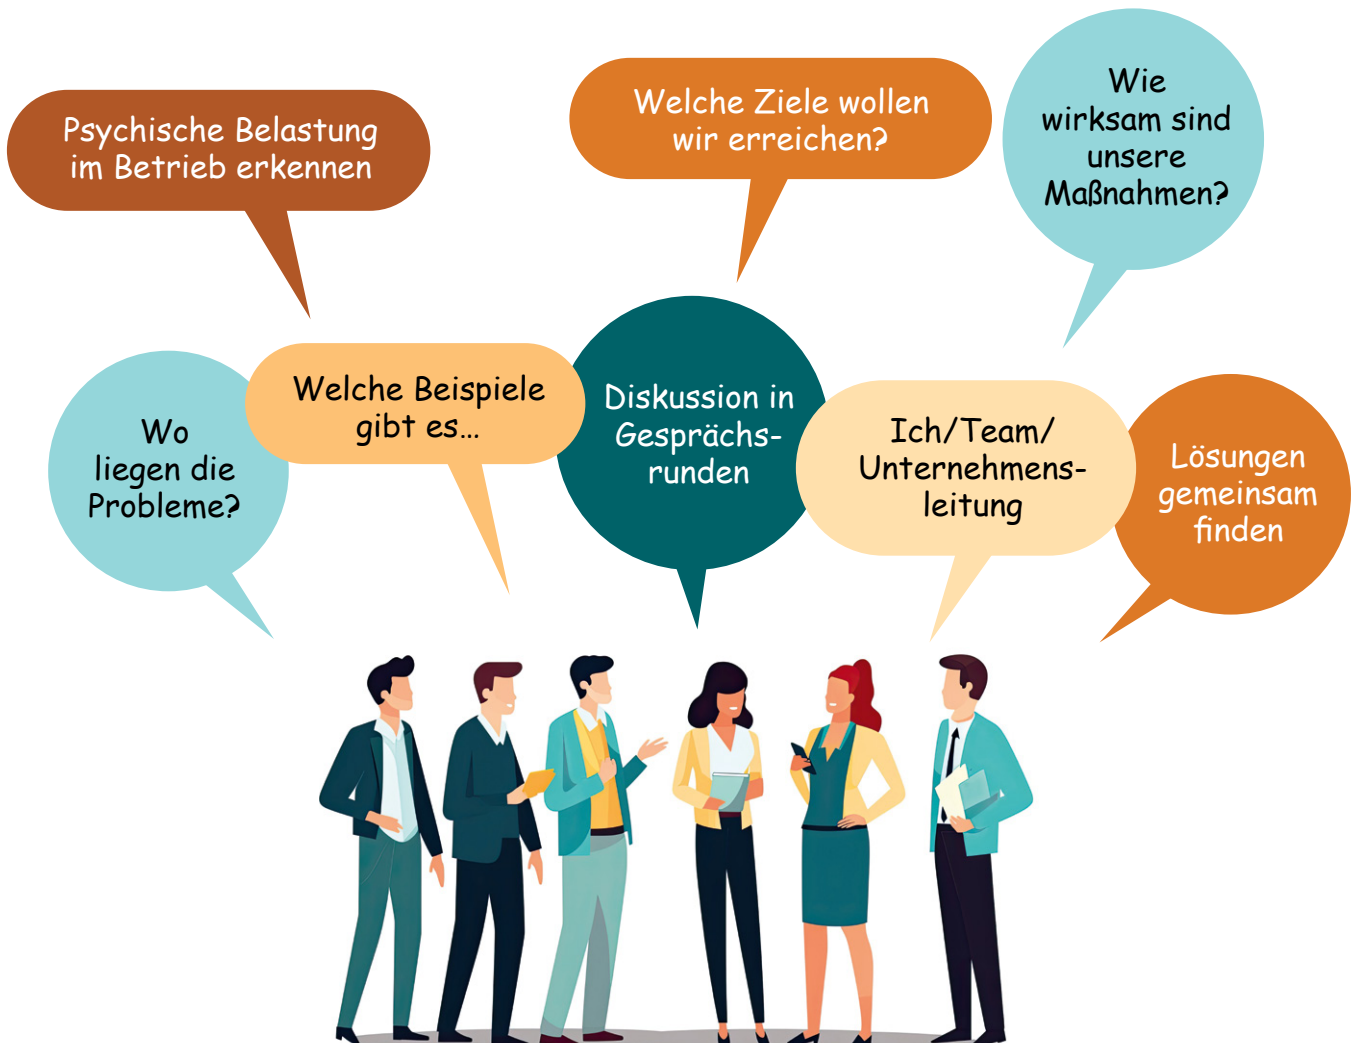 Psychische Belastung
im Betrieb erkennen
Welche Ziele wollen
wir erreichen?
Wie
wirksam sind
unsere
Maßnahmen?
Wo
liegen die
Probleme?
Welche Beispiele
gibt es...
Diskussion in
Gesprächs-
runden
Ich/Team/
Unternehmens-
leitung
Lösungen
gemeinsam
finden